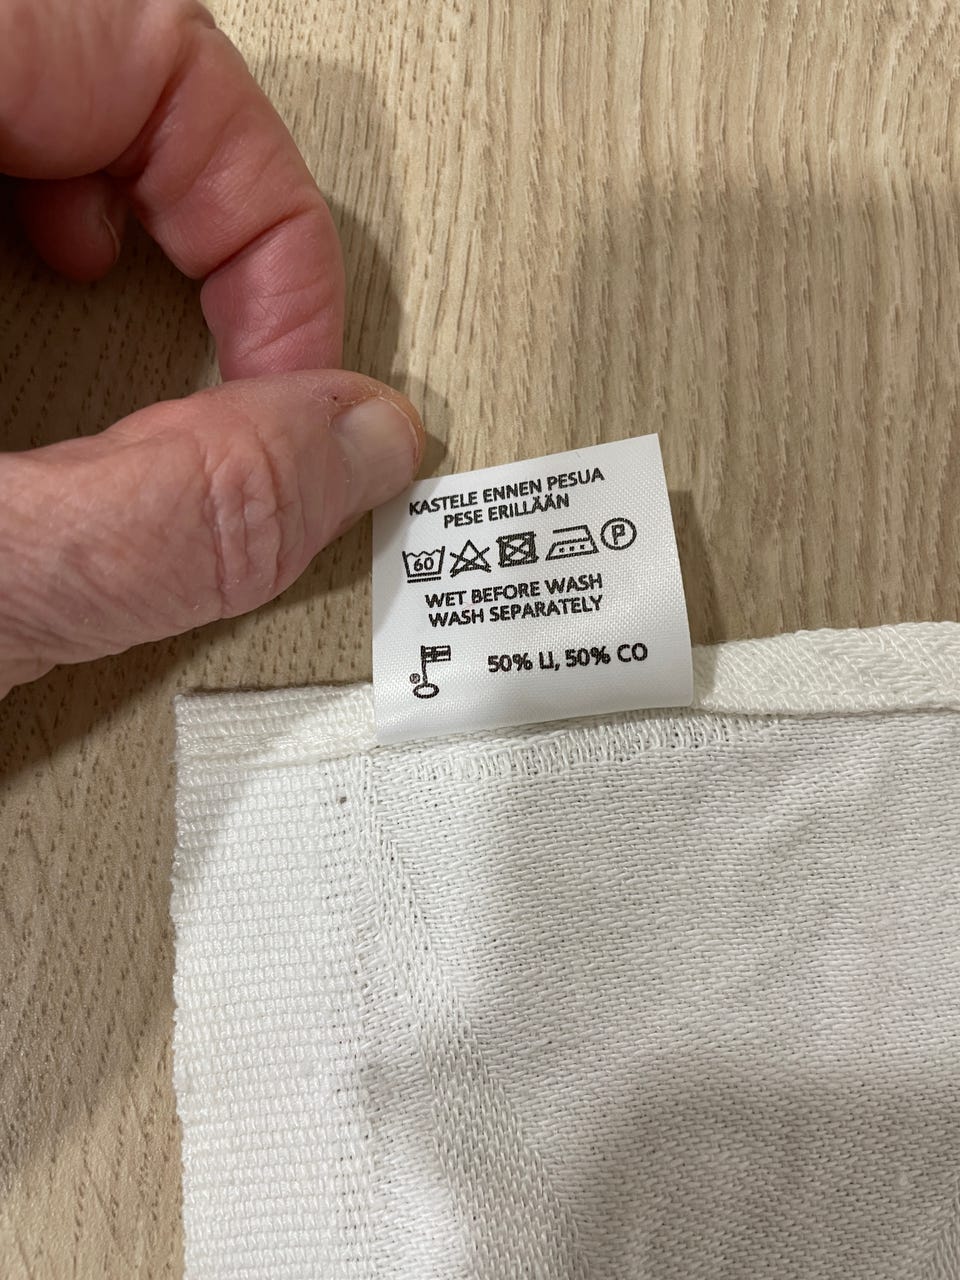 KASTELE ENNEN PESUA
PESE ERILLÄÄN
60 P
WET BEFORE WASH
WASH SEPARATELY
® 50% LI, 50% CO